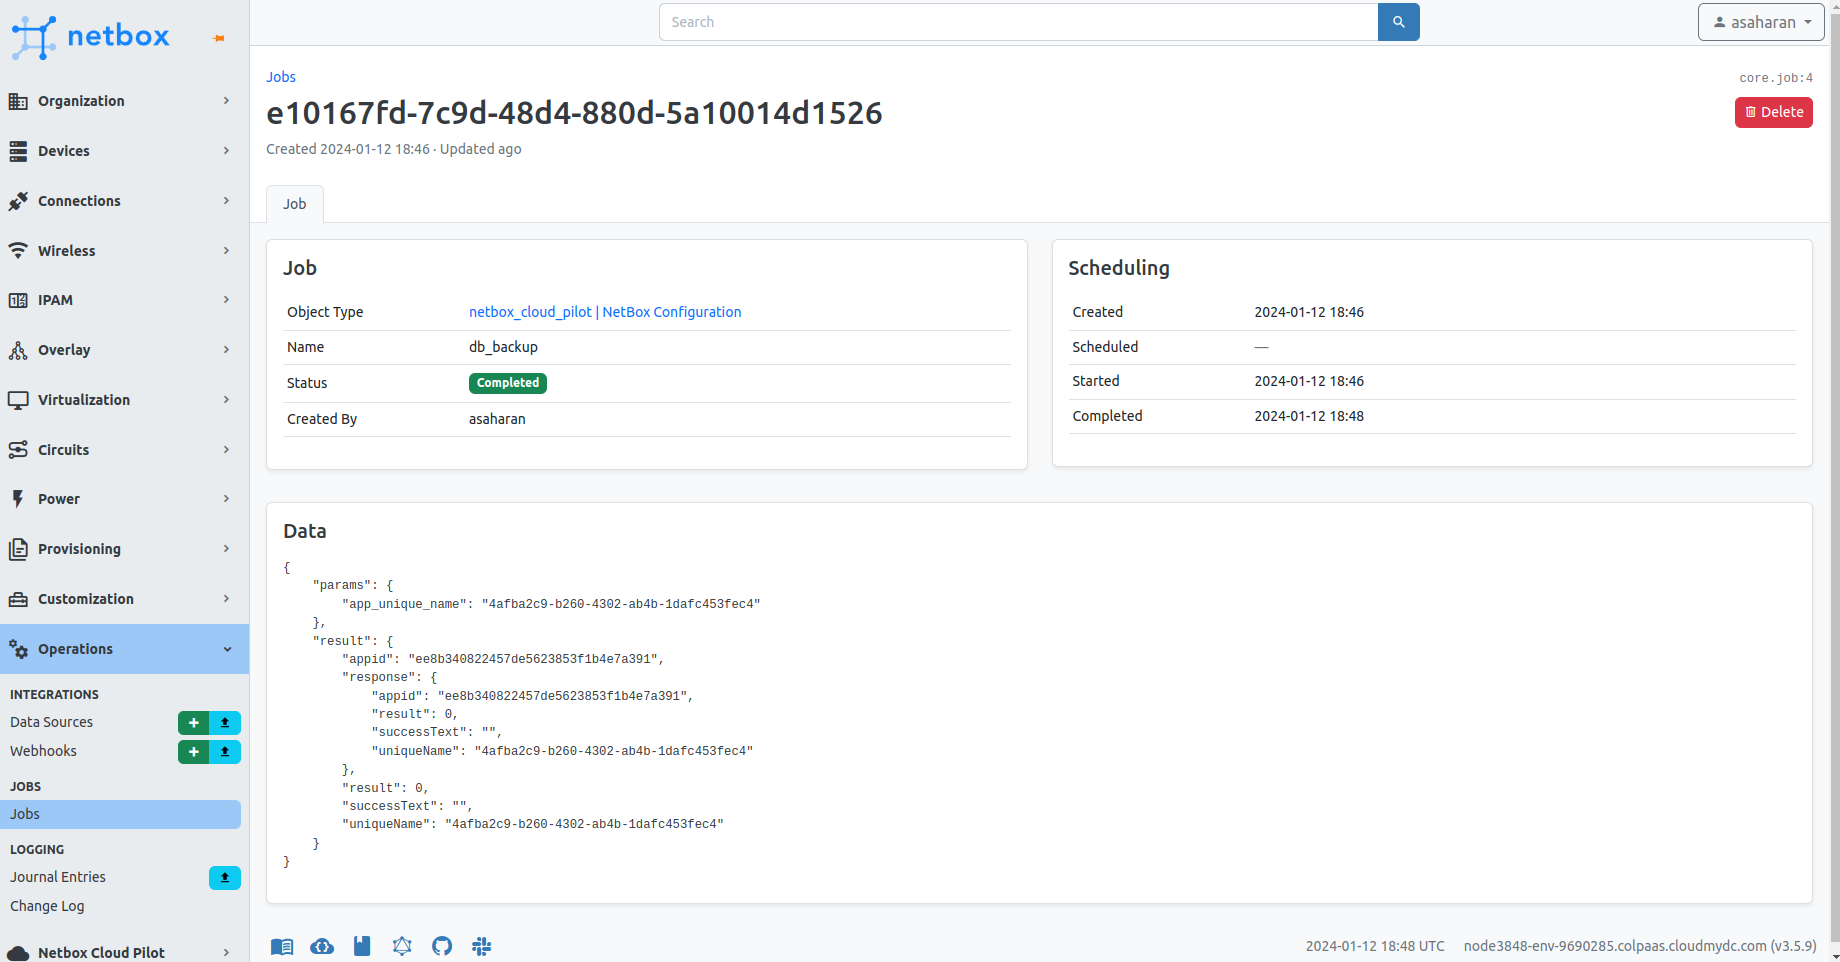 netbox
Search
asaharan
Organization
Devices
Connections
Wireless
IPAM
Overlay
Virtualization
Circuits
Power
Provisioning
Customization
Operations
INTEGRATIONS
Data Sources
Webhooks
JOBS
Jobs
LOGGING
Journal Entries
Change Log
Netbox Cloud Pilot
Jobs
core.job:4
e10167fd-7c9d-48d4-880d-5a10014d1526
Delete
Created 2024-01-12 18:46 · Updated ago
Job
Job
Object Type netbox_cloud_pilot | NetBox Configuration
Name db_backup
Status Completed
Created By asaharan
Scheduling
Created 2024-01-12 18:46
Scheduled —
Started 2024-01-12 18:46
Completed 2024-01-12 18:48
Data
{
"params": {
"app_unique_name": "4afba2c9-b260-4302-ab4b-1dafc453fec4"
},
"result": {
"appid": "ee8b340822457de5623853f1b4e7a391",
"response": {
"appid": "ee8b340822457de5623853f1b4e7a391",
"result": 0,
"successText": "",
"uniqueName": "4afba2c9-b260-4302-ab4b-1dafc453fec4"
},
"result": 0,
"successText": "",
"uniqueName": "4afba2c9-b260-4302-ab4b-1dafc453fec4"
}
}
2024-01-12 18:48 UTC node3848-env-9690285.colpaas.cloudmydc.com (v3.5.9)